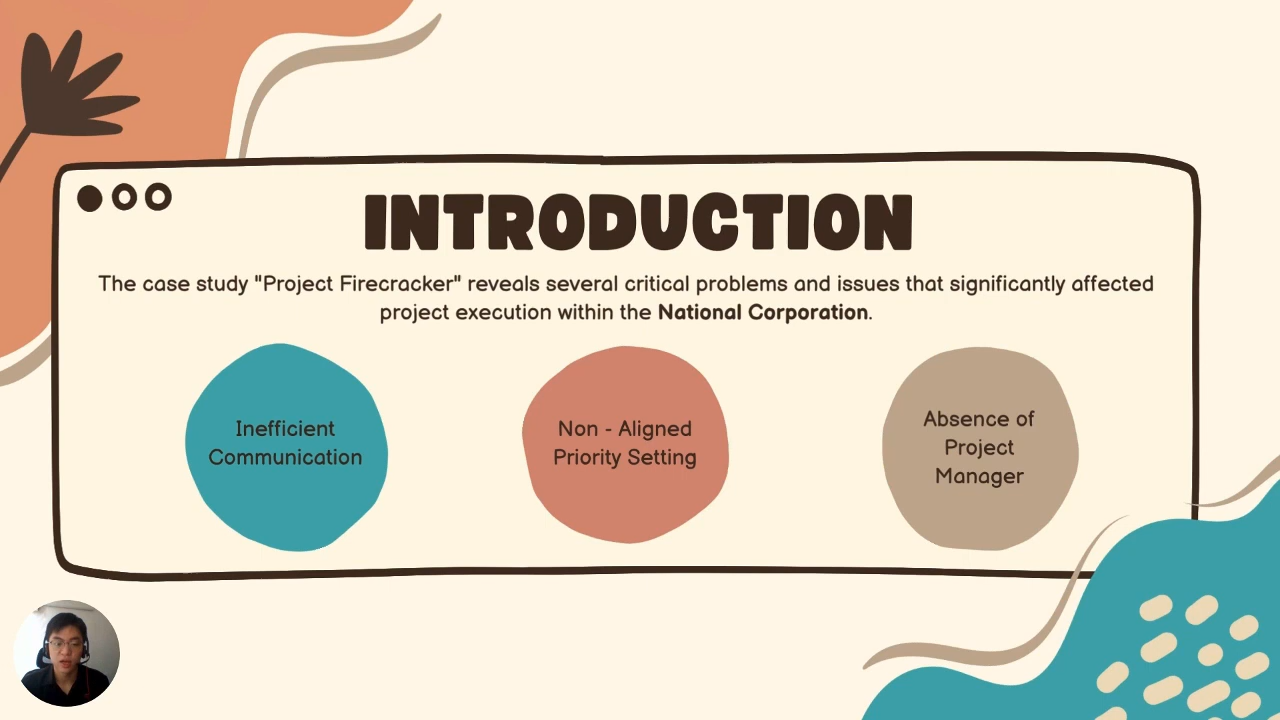 INTRODUCTION
The case study "Project Firecracker" reveals several critical problems and issues that significantly affected
project execution within the National Corporation.
Inefficient
Communication
Non - Aligned
Priority Setting
Absence of
Project
Manager